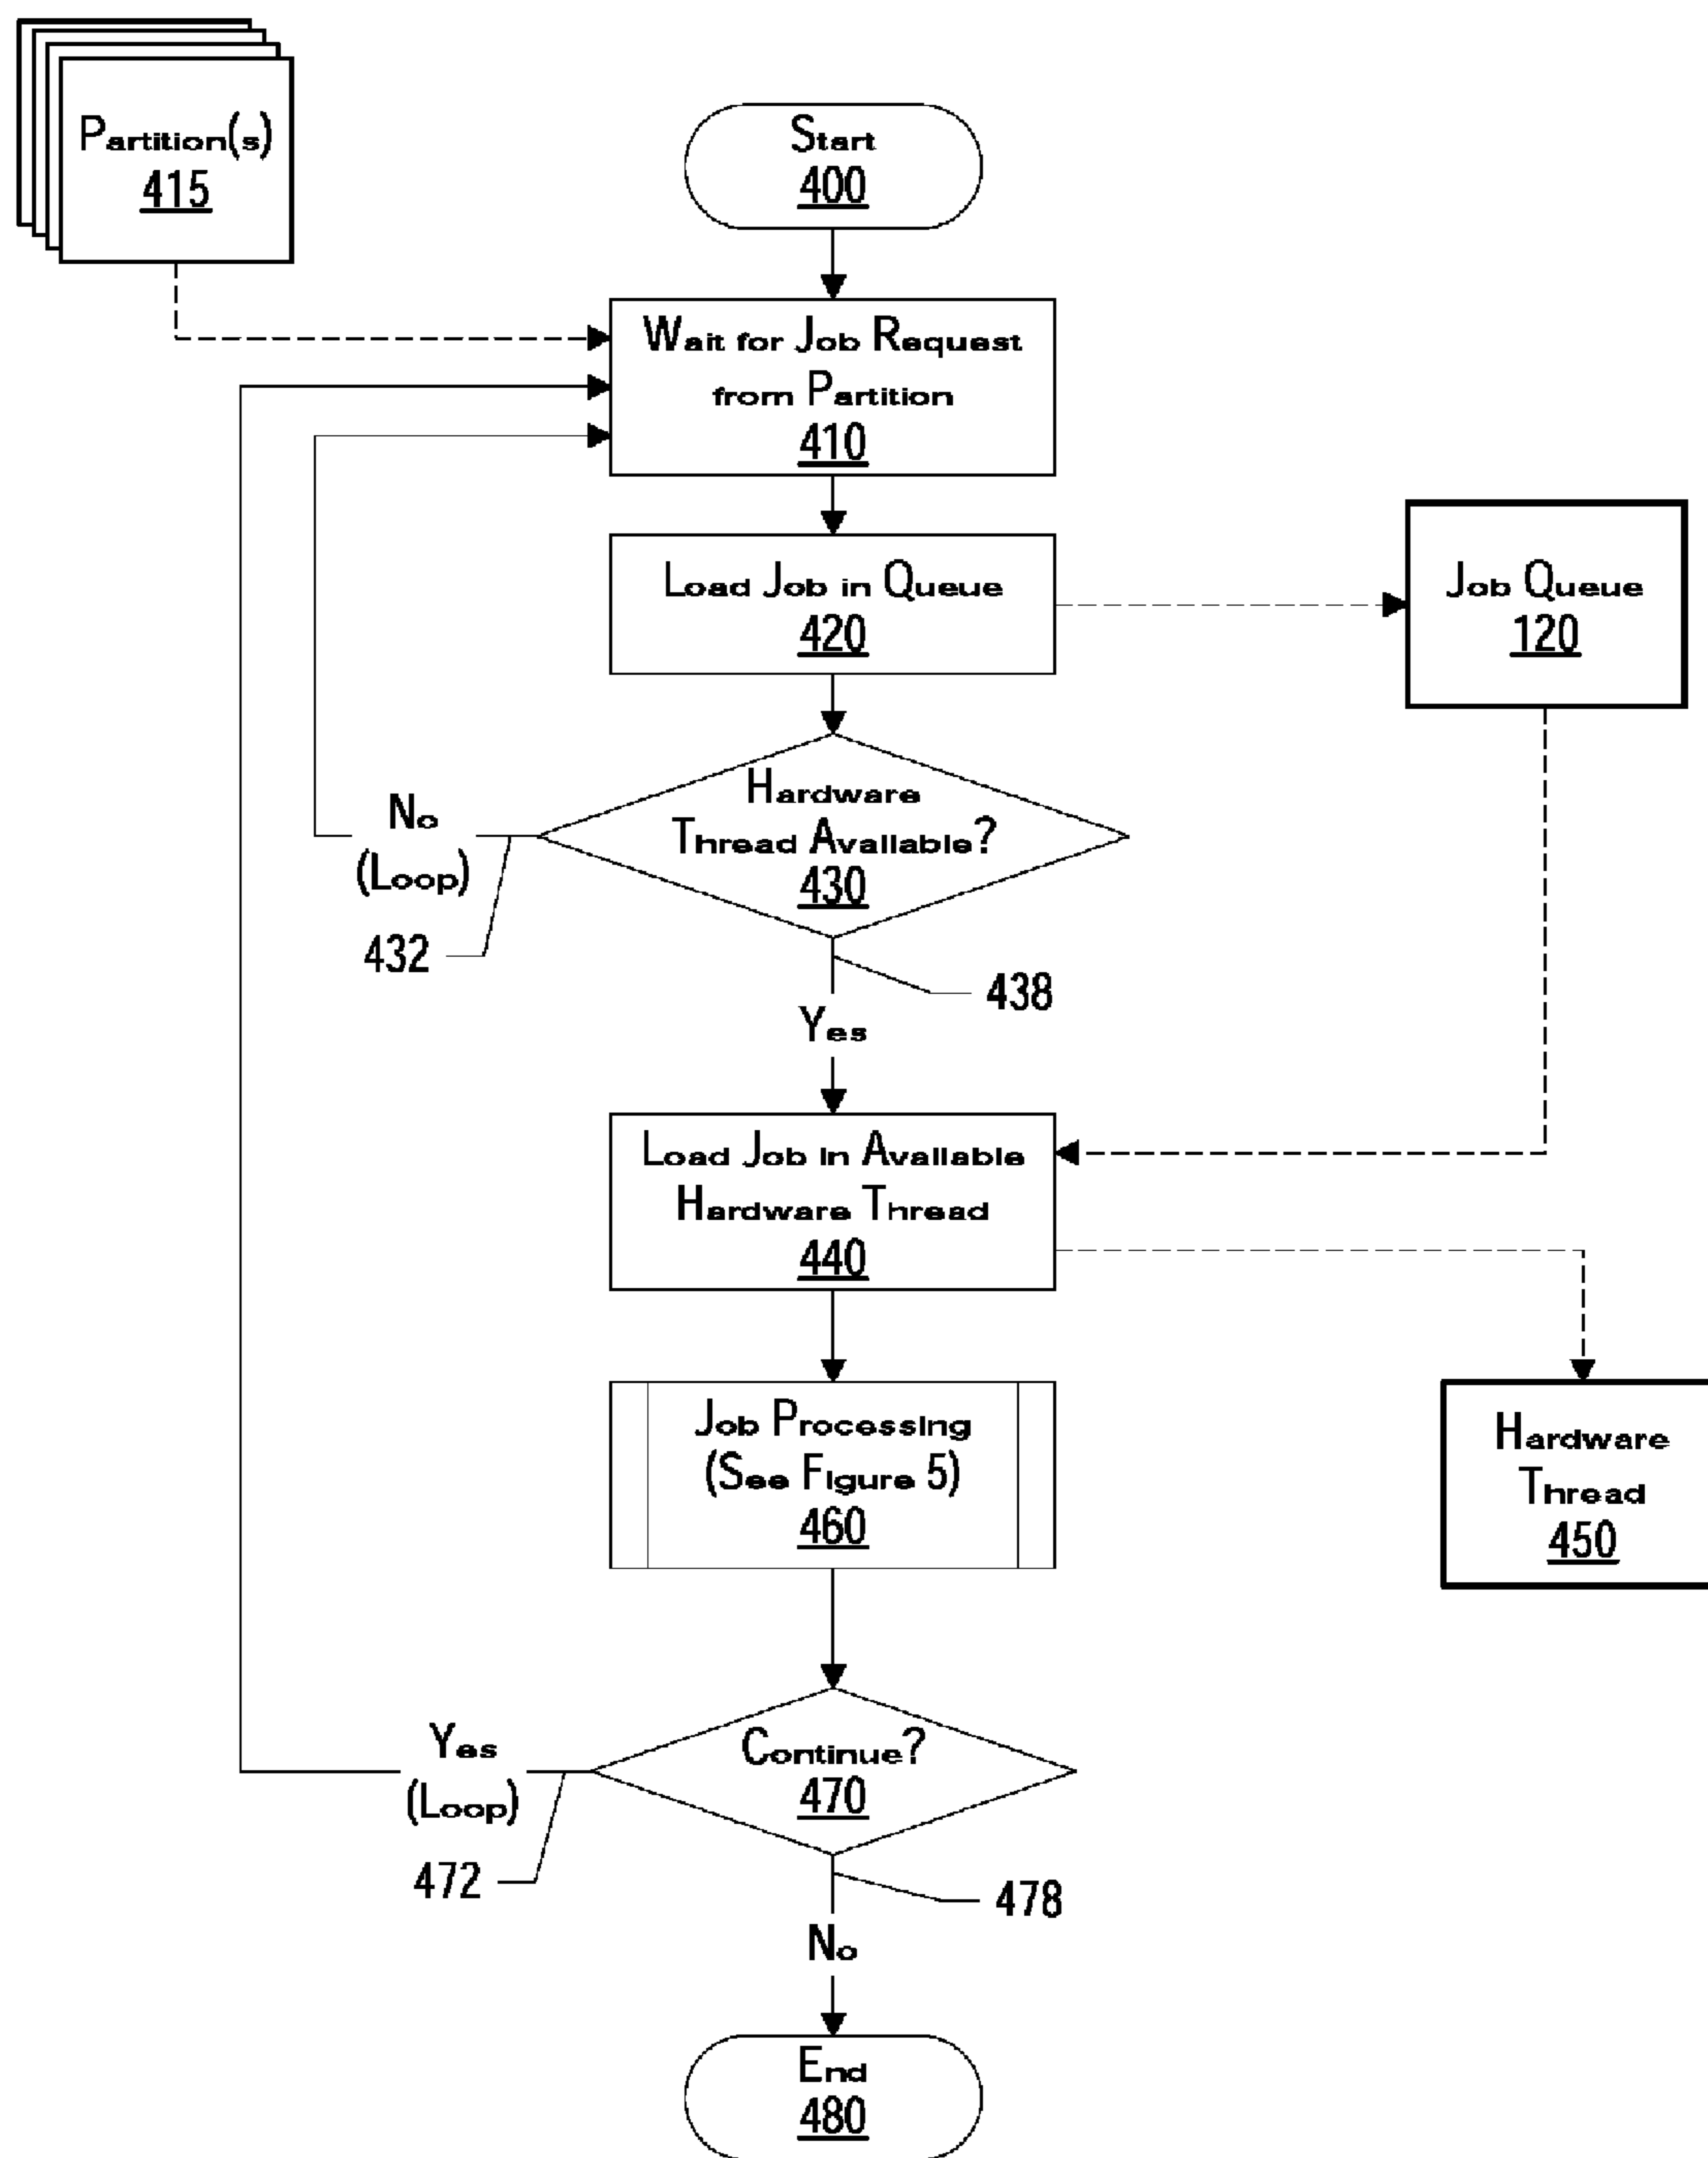 Partition(s)
415
Start
400
Wait for Job Request
from Partition
410
Load Job in Queue
420
Job Queue
120
Hardware
Thread Available?
430
No
(Loop)
432
438
Yes
Load Job in Available
Hardware Thread
440
Job Processing
(See Figure 5)
460
Hardware
Thread
450
Continue?
470
Yes
(Loop)
472
478
No
End
480